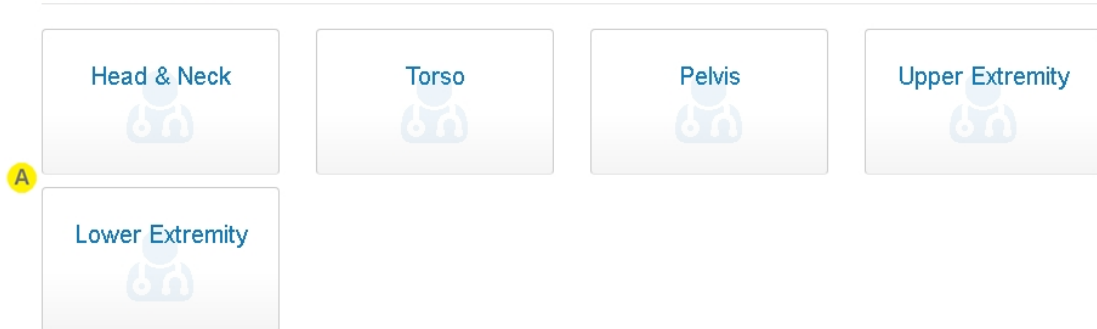 Head & Neck
Torso
Pelvis
Upper Extremity
A
Lower Extremity